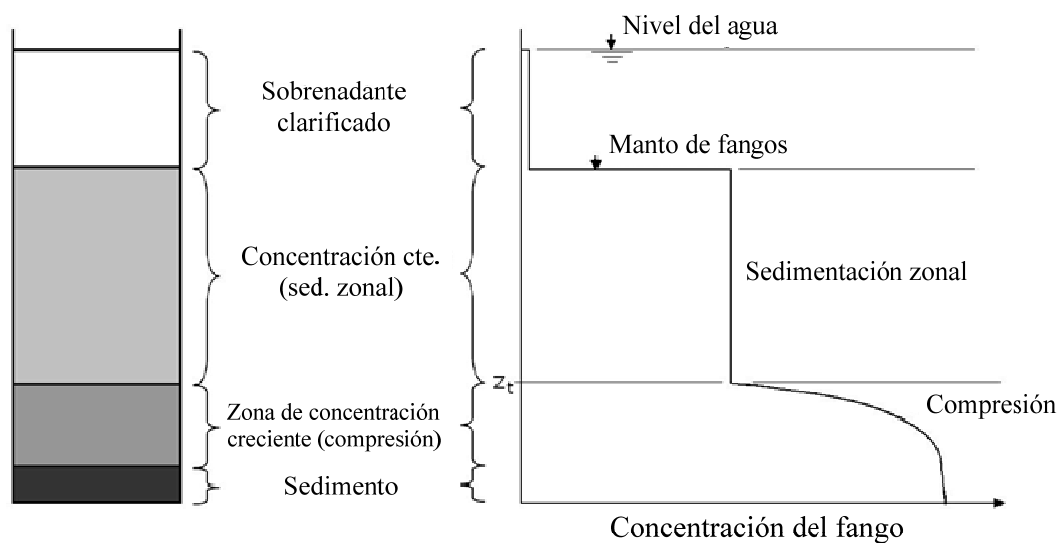 Nivel del agua
Sobrenadante
clarificado
Manto de fangos
Concentración cte.
(sed. zonal)
Sedimentación zonal
Zt
Zona de concentración
creciente (compresión)
Compresión
Sedimento
Concentración del fango